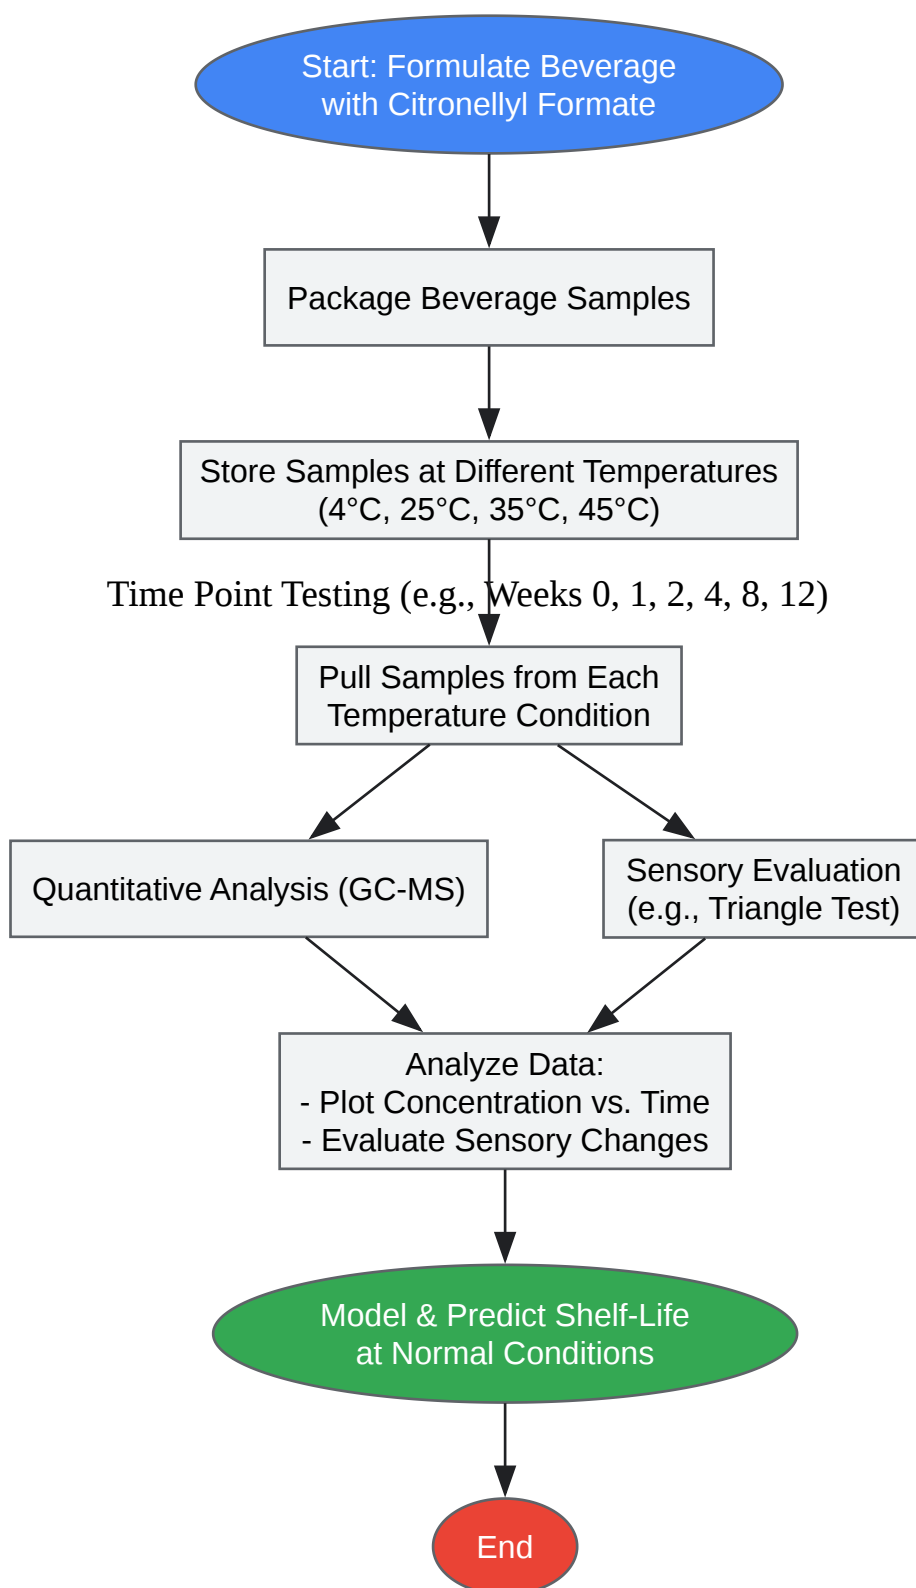 Start: Formulate Beverage
with Citronellyl Formate
Package Beverage Samples
Store Samples at Different Temperatures
(4°C, 25°C, 35°C, 45°C)
Time Point Testing (e.g., Weeks 0, 1, 2, 4, 8, 12)
Pull Samples from Each
Temperature Condition
Quantitative Analysis (GC-MS)
Sensory Evaluation
(e.g., Triangle Test)
Analyze Data:
- Plot Concentration vs. Time
- Evaluate Sensory Changes
Model & Predict Shelf-Life
at Normal Conditions
End